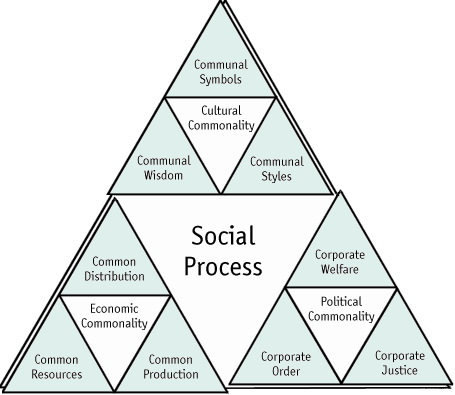 Communal
Symbols
Cultural
Commonality
Communal
Wisdom
Communal
Styles
Social
Process
Common
Distribution
Economic
Commonality
Common
Resources
Common
Production
Corporate
Welfare
Political
Commonality
Corporate
Order
Corporate
Justice